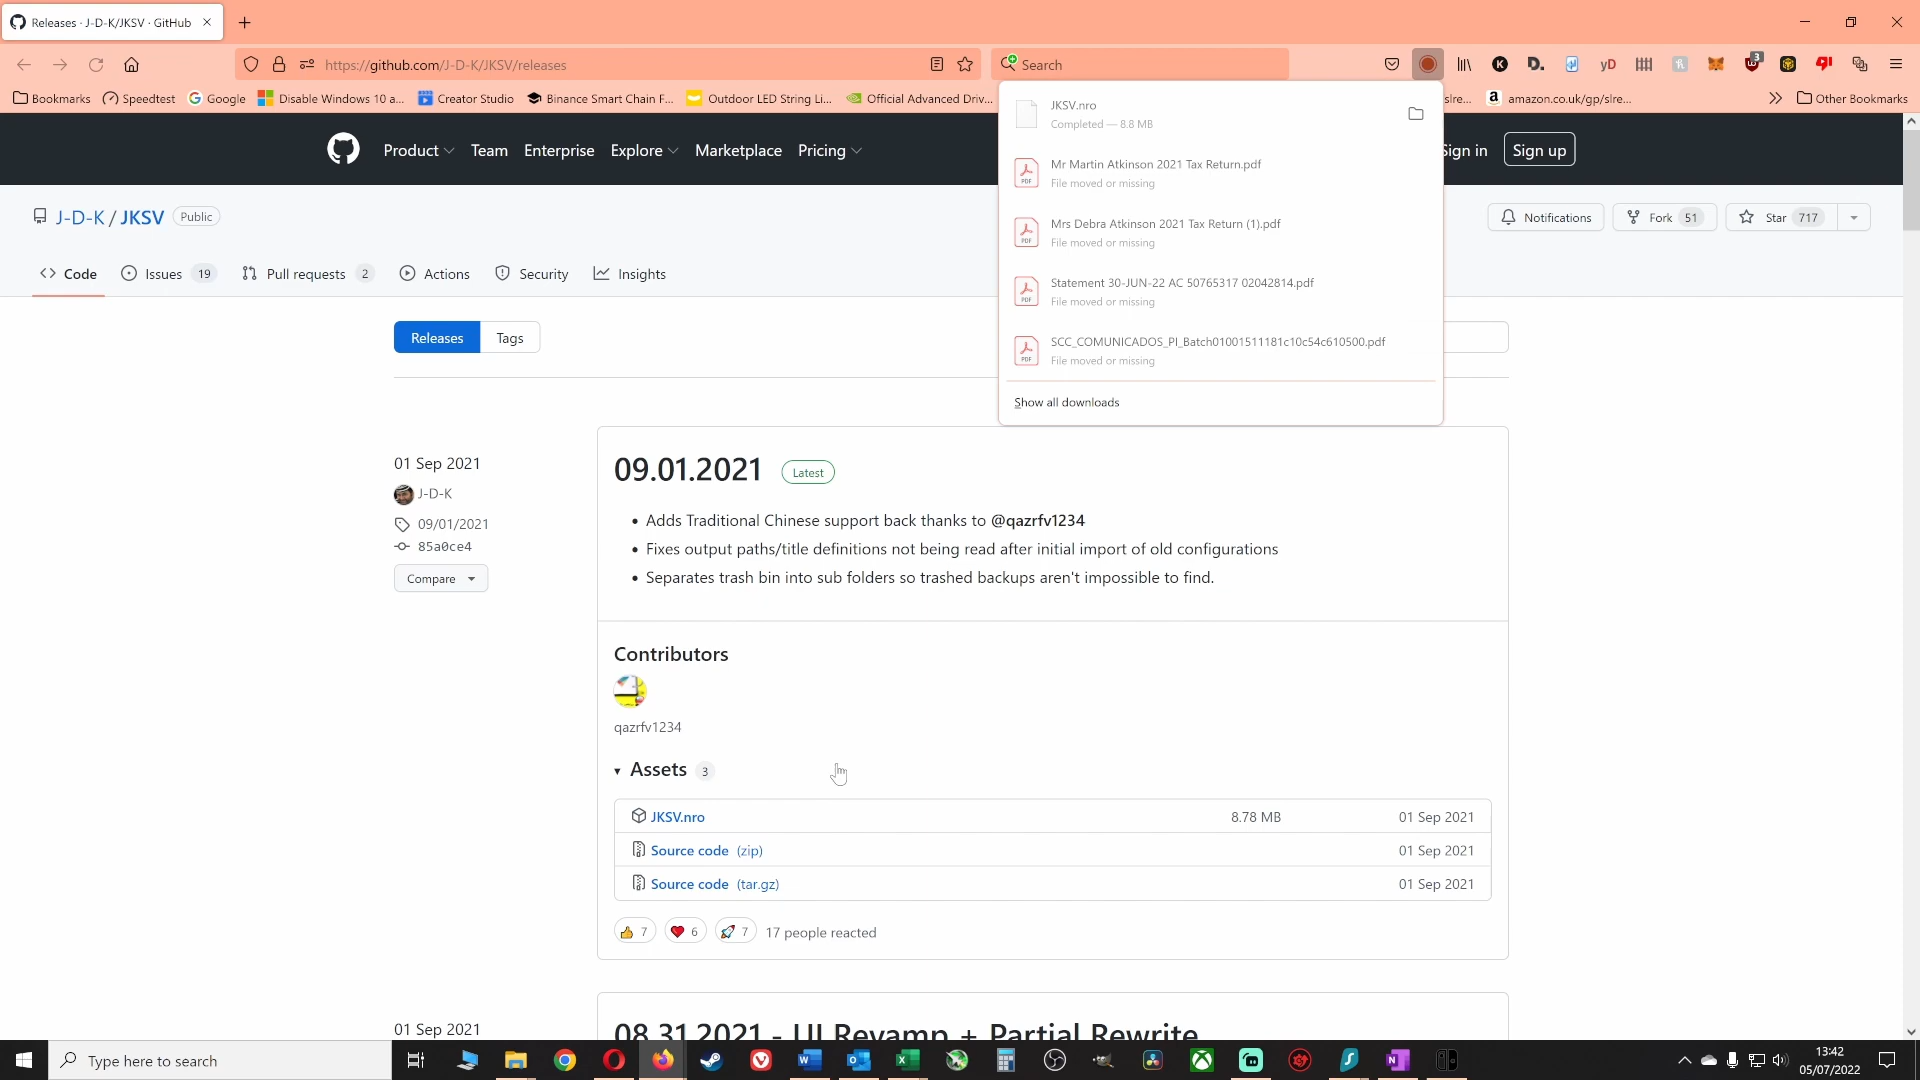 Releases · J-D-K/JKSV · GitHub
https://github.com/J-D-K/JKSV/releases
Search
3
Bookmarks
Speedtest
Google
Disable Windows 10 a...
Creator Studio
Binance Smart Chain F...
Outdoor LED String Li...
Official Advanced Driv...
slre...
amazon.co.uk/gp/slre...
Other Bookmarks
JKSV.nro
Completed — 8.8 MB
Mr Martin Atkinson 2021 Tax Return.pdf
File moved or missing
Mrs Debra Atkinson 2021 Tax Return (1).pdf
File moved or missing
Statement 30-JUN-22 AC 50765317 02042814.pdf
File moved or missing
SCC_COMUNICADOS_PI_Batch01001511181c10c54c610500.pdf
File moved or missing
Show all downloads
Product
Team
Enterprise
Explore
Marketplace
Pricing
Sign in
Sign up
J-D-K / JKSV
Public
Notifications
Fork 51
Star 717
Code
Issues 19
Pull requests 2
Actions
Security
Insights
Releases
Tags
01 Sep 2021
J-D-K
09/01/2021
85a0ce4
Compare
09.01.2021
Latest
• Adds Traditional Chinese support back thanks to @qazrfv1234
• Fixes output paths/title definitions not being read after initial import of old configurations
• Separates trash bin into sub folders so trashed backups aren't impossible to find.
Contributors
qazrfv1234
Assets 3
JKSV.nro 8.78 MB 01 Sep 2021
Source code (zip) 01 Sep 2021
Source code (tar.gz) 01 Sep 2021
7
6
7
17 people reacted
01 Sep 2021
08.31.2021 - UI Revamp + Partial Rewrite
Type here to search
13:42
05/07/2022